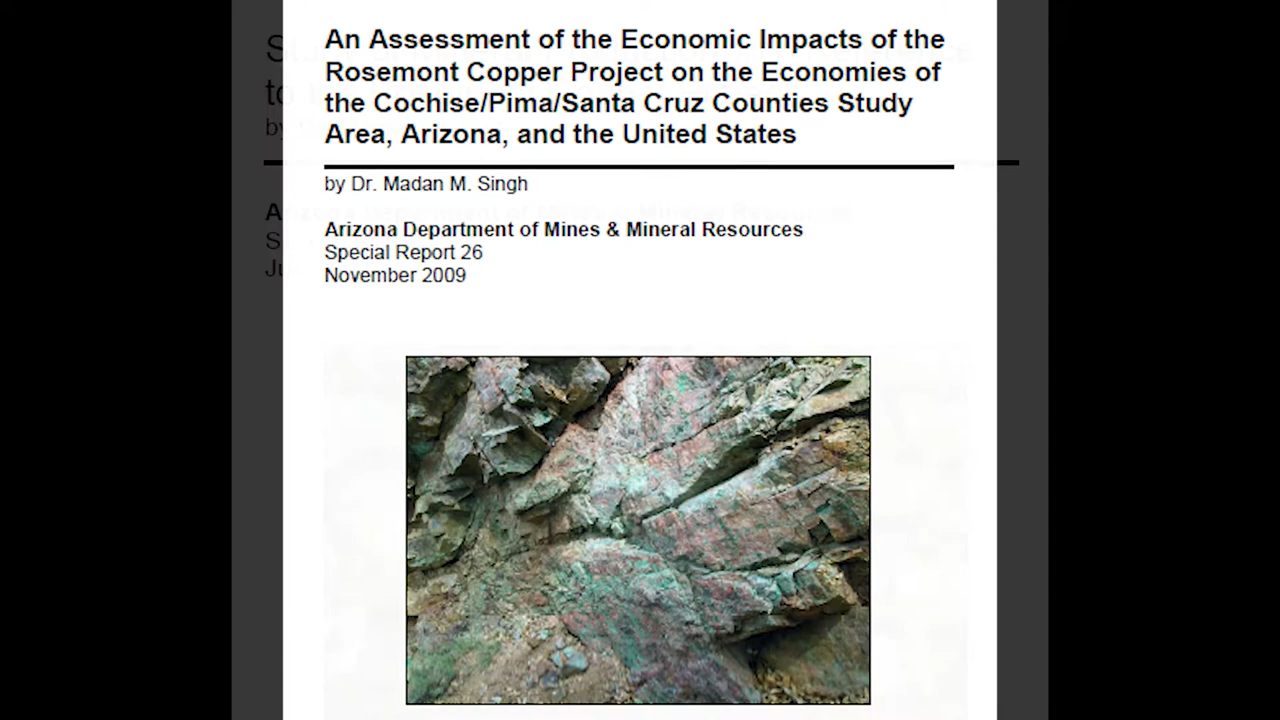 An Assessment of the Economic Impacts of the
Rosemont Copper Project on the Economies of
the Cochise/Pima/Santa Cruz Counties Study
Area, Arizona, and the United States
by Dr. Madan M. Singh
Arizona Department of Mines & Mineral Resources
Special Report 26
November 2009